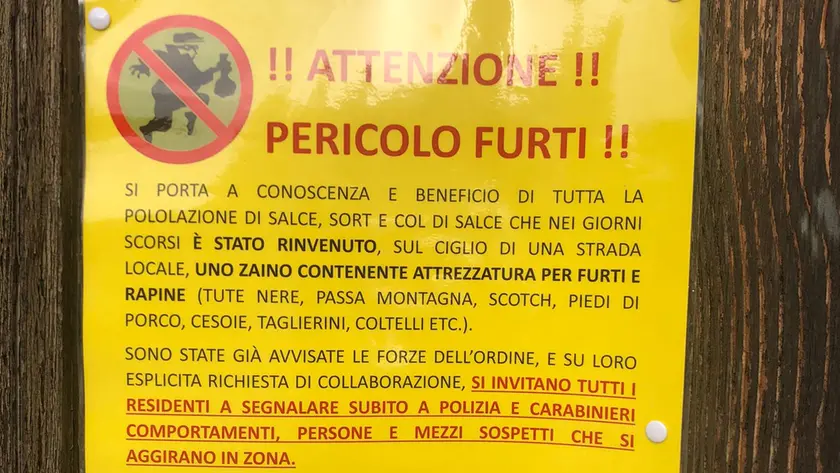 !! ATTENZIONE !!
PERICOLO FURTI !!
SI PORTA A CONOSCENZA E BENEFICIO DI TUTTA LA
POLOLAZIONE DI SALCE, SORT E COL DI SALCE CHE NEI GIORNI
SCORSI È STATO RINVENUTO, SUL CIGLIO DI UNA STRADA
LOCALE, UNO ZAINO CONTENENTE ATTREZZATURA PER FURTI E
RAPINE (TUTE NERE, PASSA MONTAGNA, SCOTCH, PIEDI DI
PORCO, CESOIE, TAGLIERINI, COLTELLI ETC.).
SONO STATE GIÀ AVVISATE LE FORZE DELL'ORDINE, E SU LORO
ESPLICITA RICHIESTA DI COLLABORAZIONE, SI INVITANO TUTTI I
RESIDENTI A SEGNALARE SUBITO A POLIZIA E CARABINIERI
COMPORTAMENTI, PERSONE E MEZZI SOSPETTI CHE SI
AGGIRANO IN ZONA.